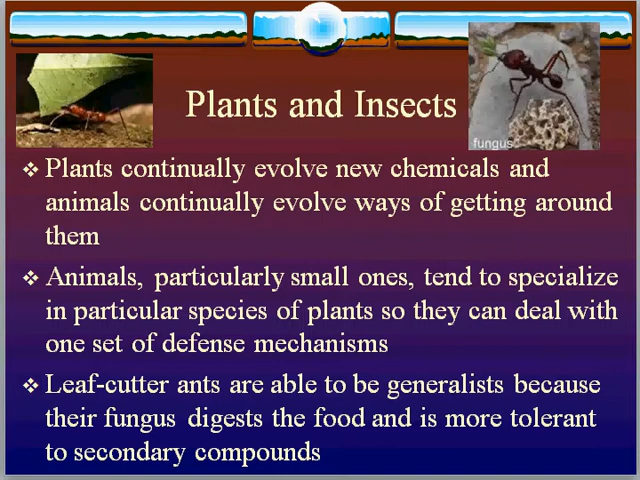 fungus
Plants and Insects
❖ Plants continually evolve new chemicals and
animals continually evolve ways of getting around
them
❖ Animals, particularly small ones, tend to specialize
in particular species of plants so they can deal with
one set of defense mechanisms
❖ Leaf-cutter ants are able to be generalists because
their fungus digests the food and is more tolerant
to secondary compounds